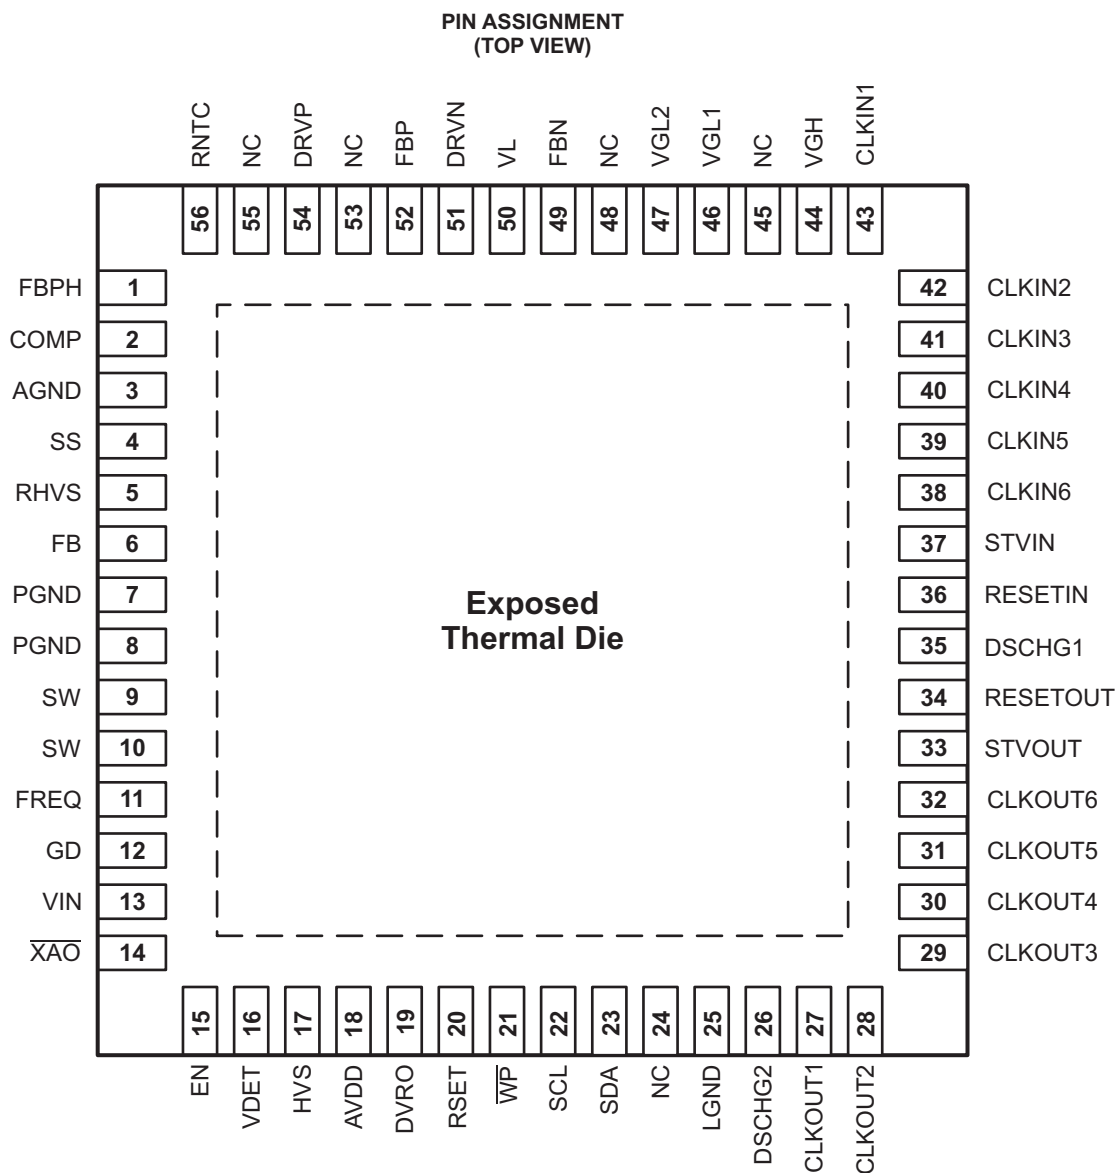 PIN ASSIGNMENT
(TOP VIEW)
RNTC
NC
DRVP
NC
FBP
DRVN
VL
FBN
NC
VGL2
VGL1
NC
VGH
CLKIN1
56
55
54
53
52
51
50
49
48
47
46
45
44
43
FBPH 1
COMP 2
AGND 3
SS 4
RHVS 5
FB 6
PGND 7
PGND 8
SW 9
SW 10
FREQ 11
GD 12
VIN 13
XAO 14
Exposed
Thermal Die
42 CLKIN2
41 CLKIN3
40 CLKIN4
39 CLKIN5
38 CLKIN6
37 STVIN
36 RESETIN
35 DSCHG1
34 RESETOUT
33 STVOUT
32 CLKOUT6
31 CLKOUT5
30 CLKOUT4
29 CLKOUT3
15
16
17
18
19
20
21
22
23
24
25
26
27
28
EN
VDET
HVS
AVDD
DVRO
RSET
WP
SCL
SDA
NC
LGND
DSCHG2
CLKOUT1
CLKOUT2